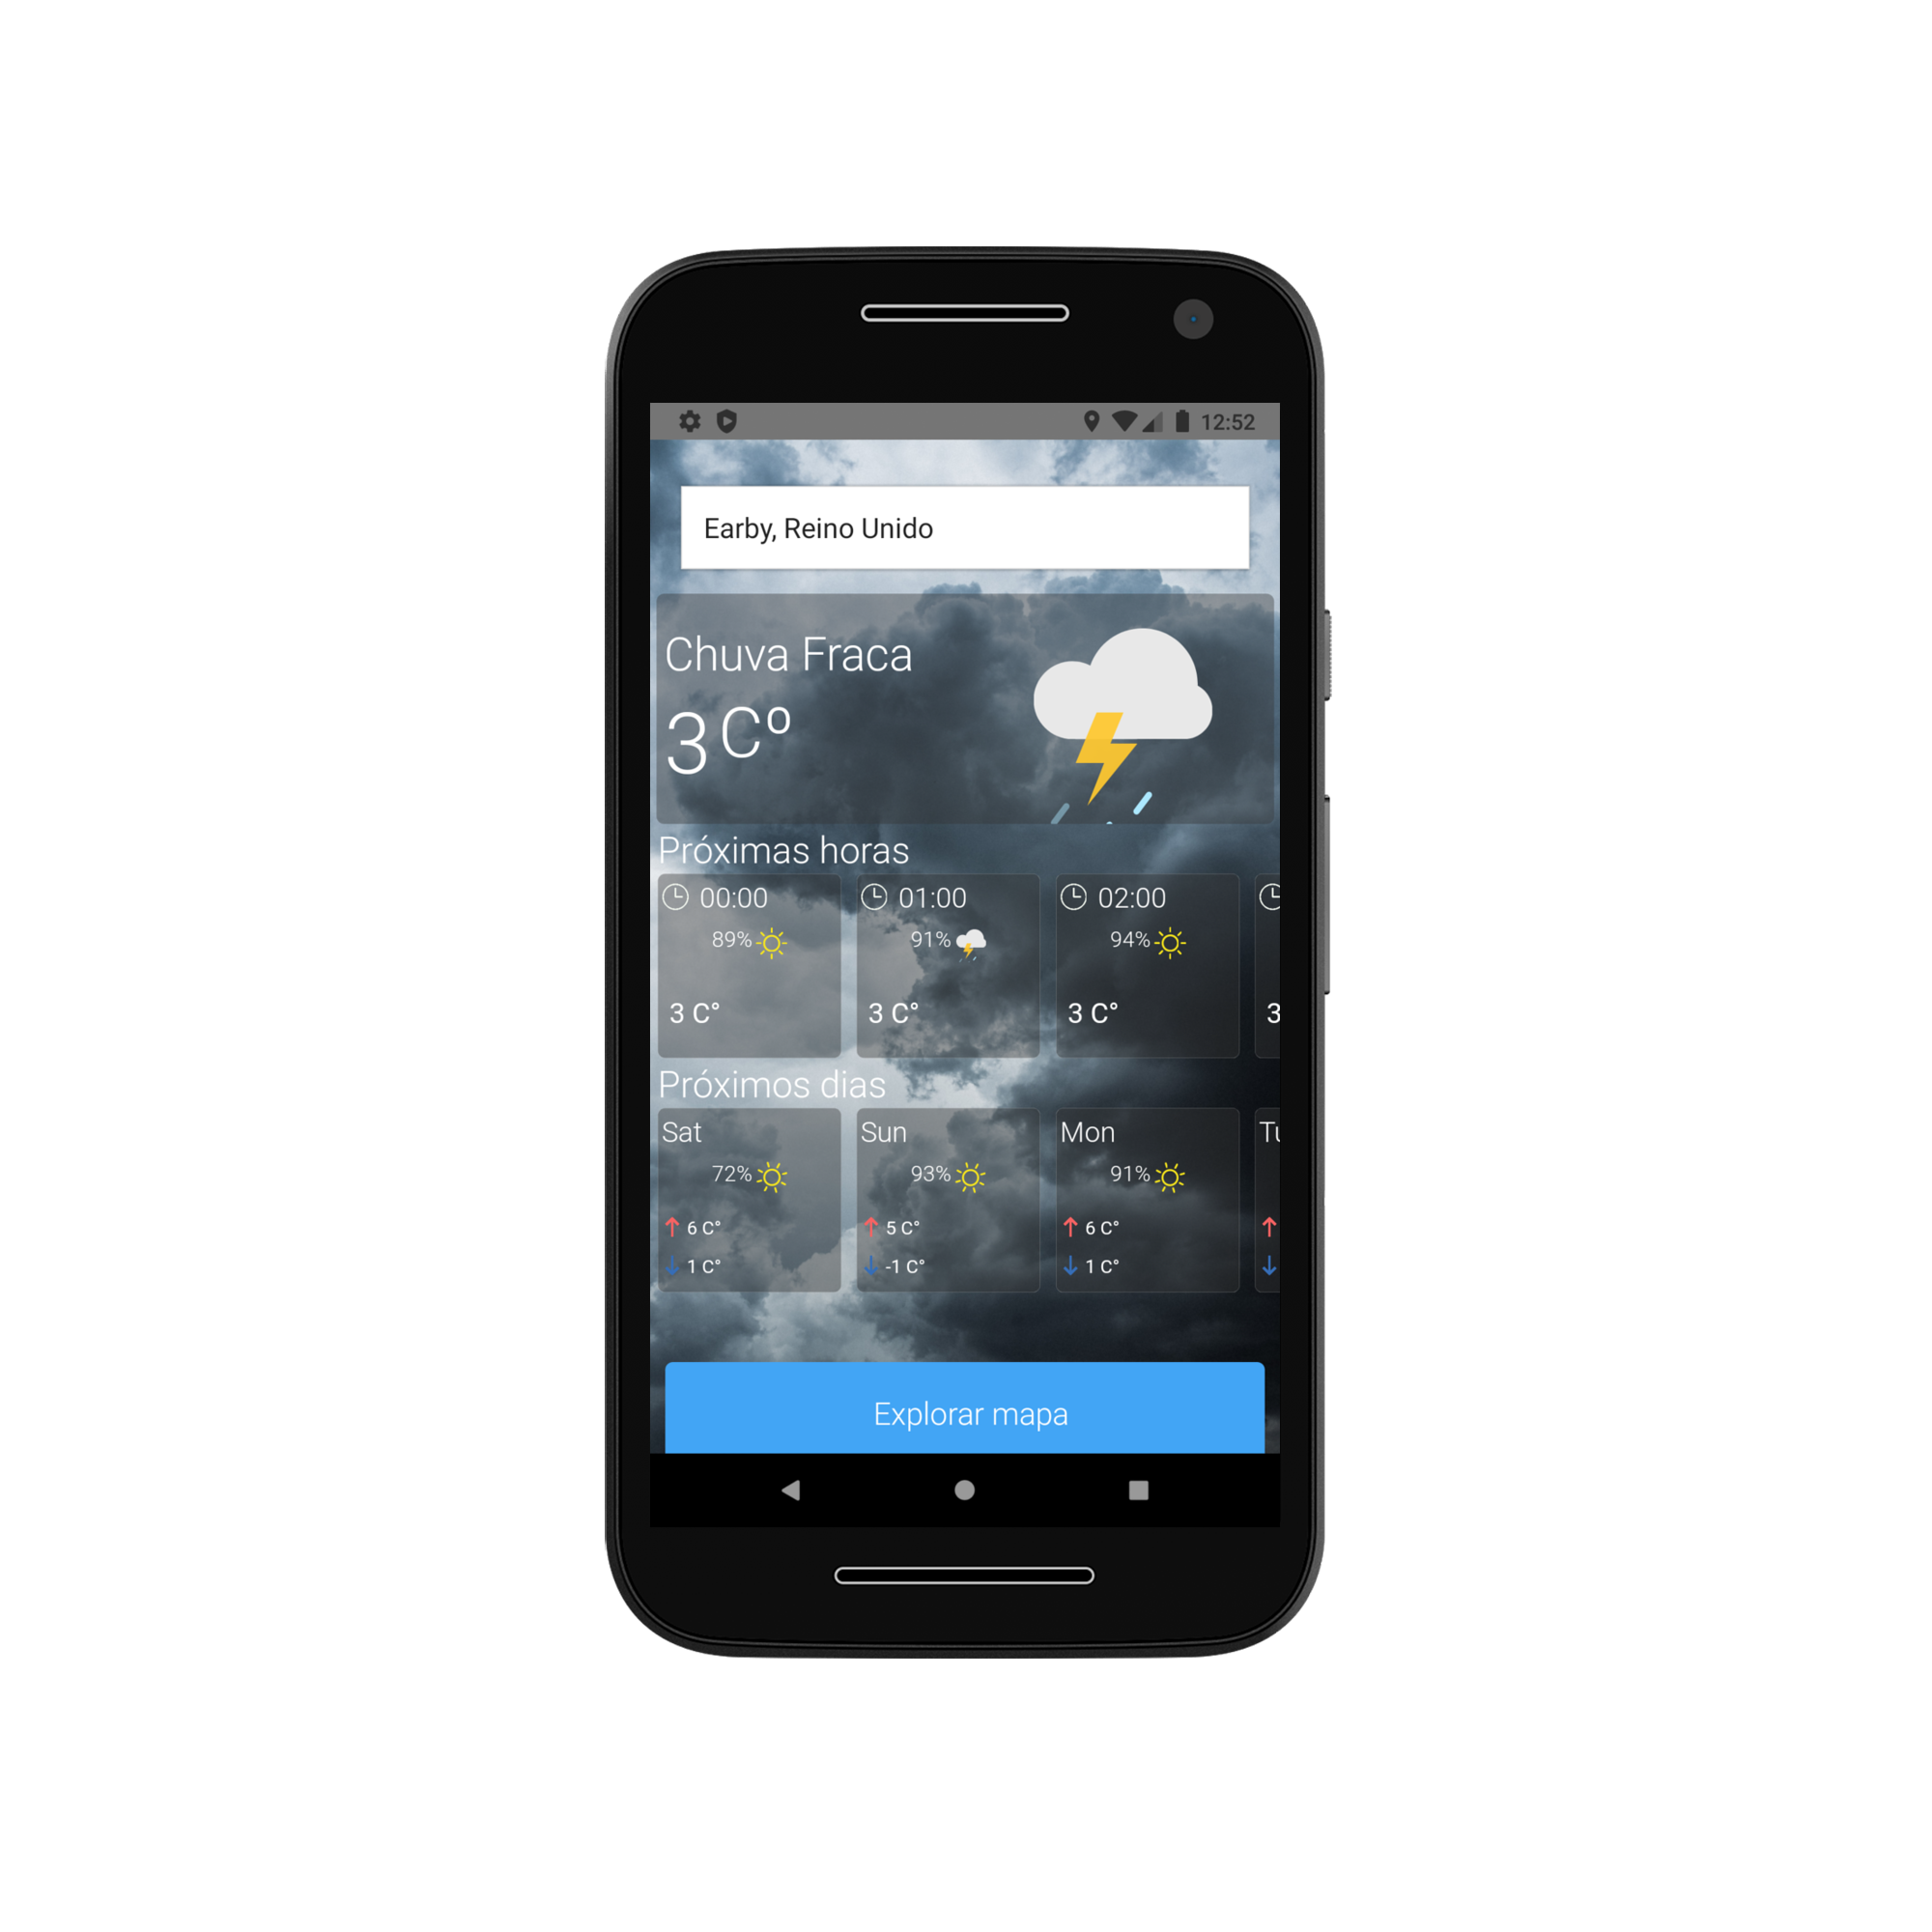 12:52
Earby, Reino Unido
Chuva Fraca
3 Cº
Próximas horas
00:00 01:00 02:00
89% 91% 94%
3 C° 3 C° 3 C° 3
Próximos dias
Sat Sun Mon Tu
72% 93% 91%
6 C° 5 C° 6 C°
1 C° -1 C° 1 C°
Explorar mapa